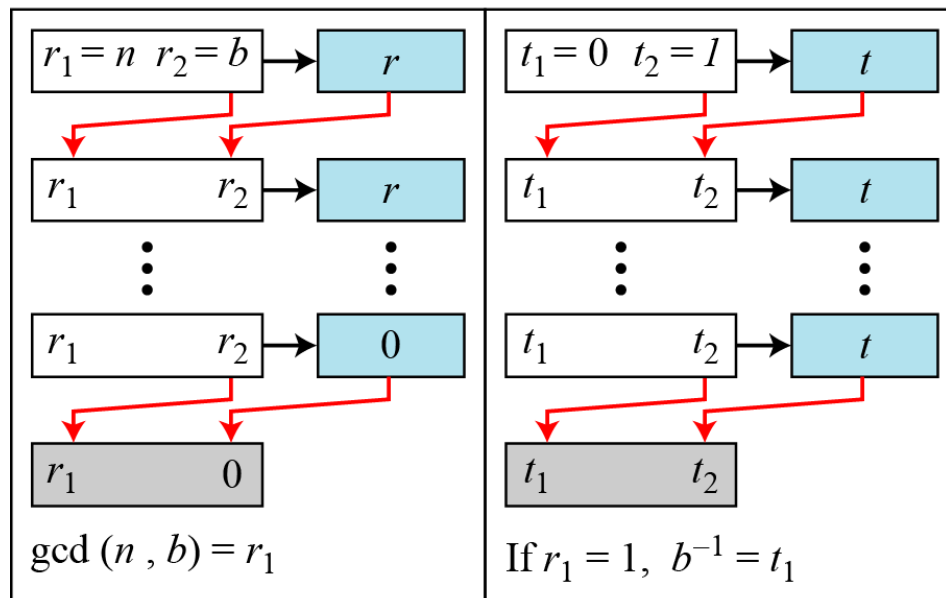 r₁ = n r₂ = b r
r₁ r₂ r
r₁ r₂ 0
r₁ 0
gcd (n , b) = r₁
t₁ = 0 t₂ = 1 t
t₁ t₂ t
t₁ t₂ t
t₁ t₂
If r₁ = 1, b⁻¹ = t₁